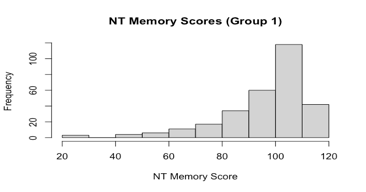 NT Memory Scores (Group 1)
Frequency
0 20 60 100
20 40 60 80 100 120
NT Memory Score